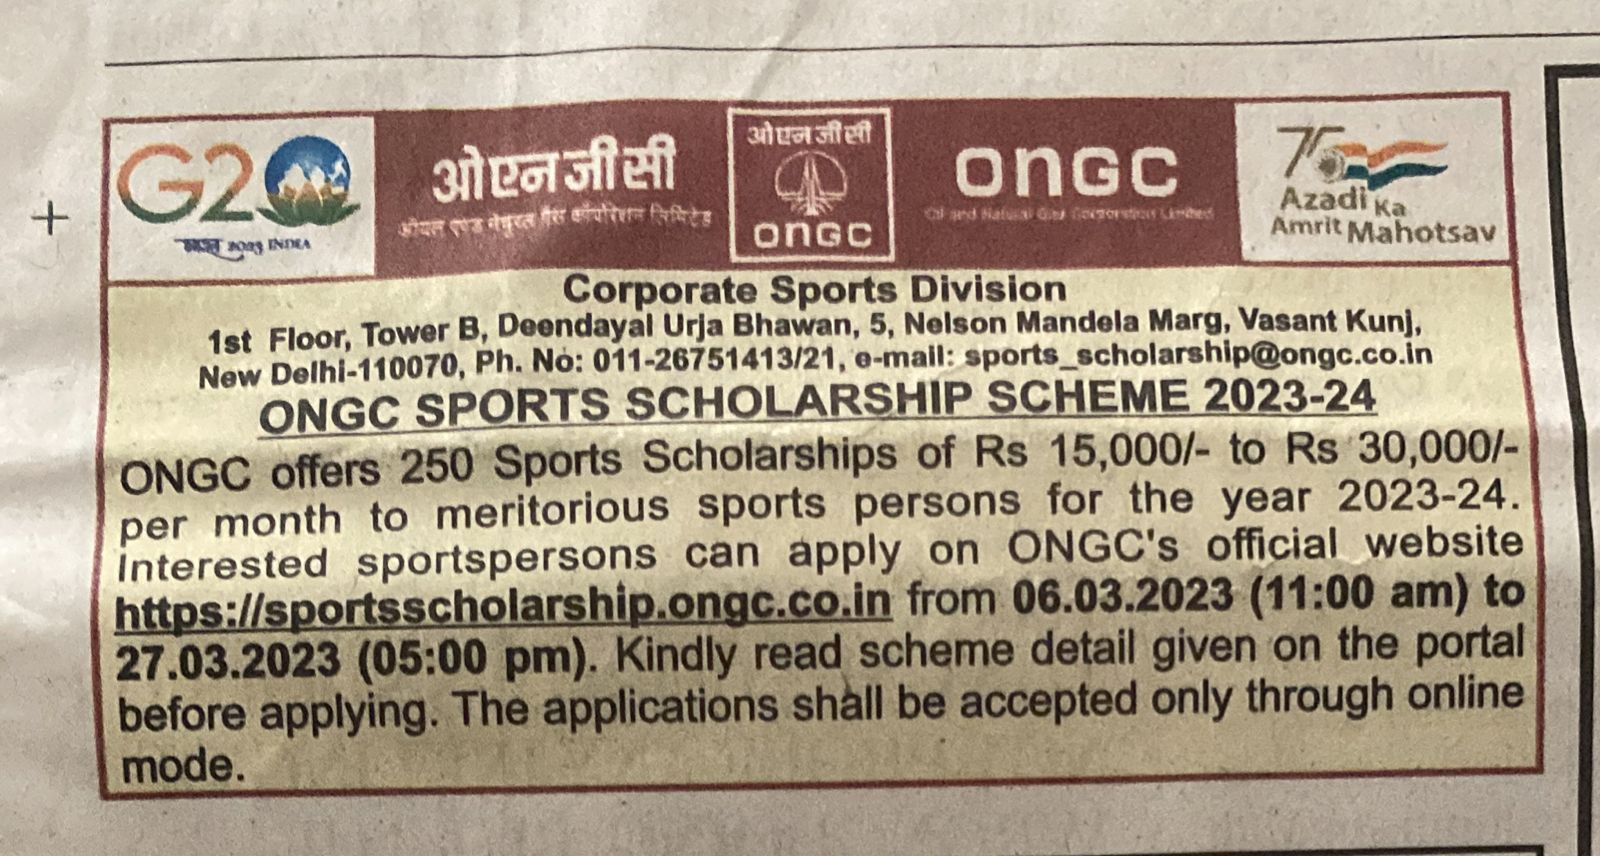 G20
भारत 2023 INDIA
ओएनजीसी
ऑयल एण्ड नेचुरल गैस कॉर्पोरेशन लिमिटेड
ओएनजीसी
ONGC
ONGC
Oil and Natural Gas Corporation Limited
75
Azadi Ka
Amrit Mahotsav
Corporate Sports Division
1st Floor, Tower B, Deendayal Urja Bhawan, 5, Nelson Mandela Marg, Vasant Kunj,
New Delhi-110070, Ph. No: 011-26751413/21, e-mail: sports_scholarship@ongc.co.in
ONGC SPORTS SCHOLARSHIP SCHEME 2023-24
ONGC offers 250 Sports Scholarships of Rs 15,000/- to Rs 30,000/-
per month to meritorious sports persons for the year 2023-24.
Interested sportspersons can apply on ONGC's official website
https://sportsscholarship.ongc.co.in from 06.03.2023 (11:00 am) to
27.03.2023 (05:00 pm). Kindly read scheme detail given on the portal
before applying. The applications shall be accepted only through online
mode.